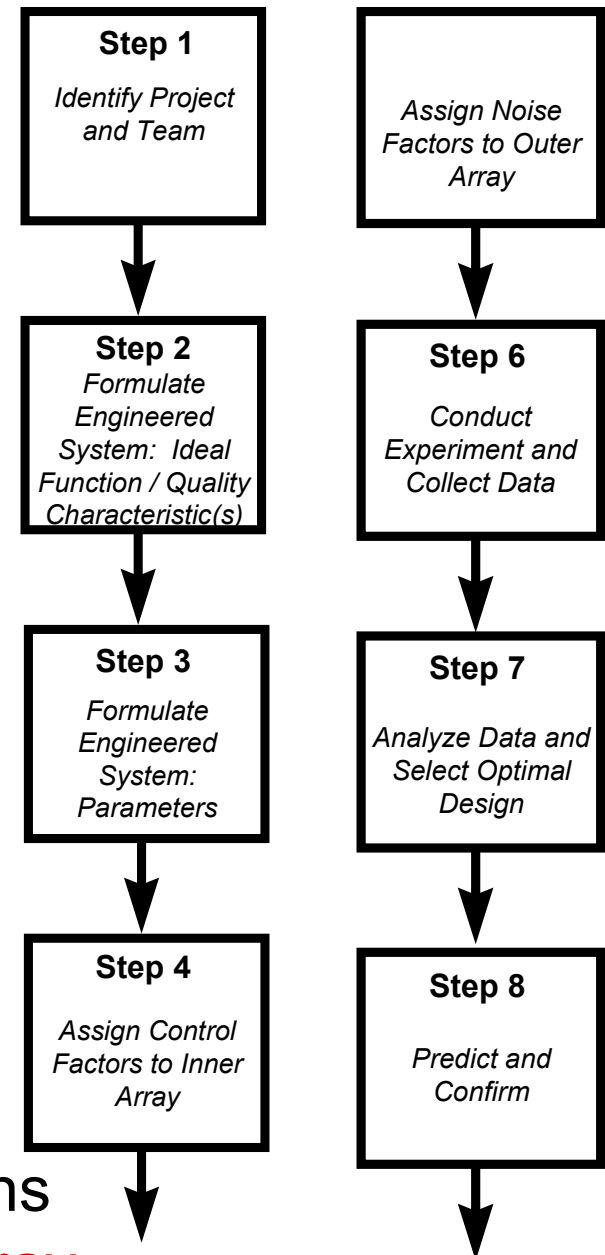 Step 1
Identify Project
and Team
Step 2
Formulate
Engineered
System: Ideal
Function / Quality
Characteristic(s)
Step 3
Formulate
Engineered
System:
Parameters
Step 4
Assign Control
Factors to Inner
Array
Assign Noise
Factors to Outer
Array
Step 6
Conduct
Experiment and
Collect Data
Step 7
Analyze Data and
Select Optimal
Design
Step 8
Predict and
Confirm
ns